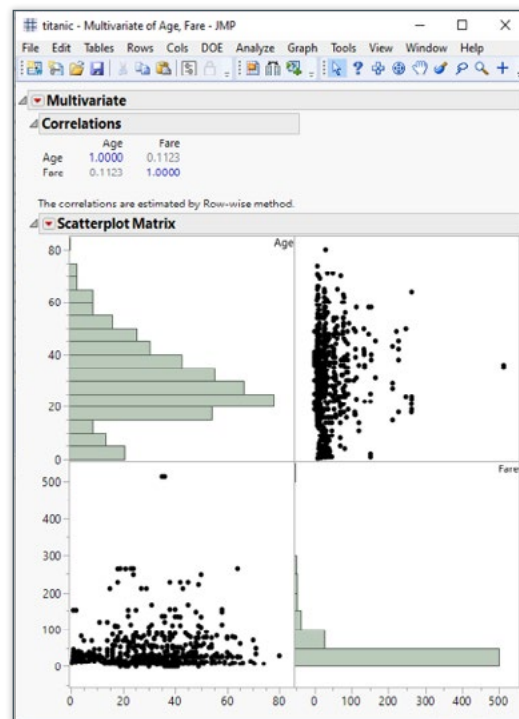 titanic - Multivariate of Age, Fare - JMP
File Edit Tables Rows Cols DOE Analyze Graph Tools View Window Help
Multivariate
Correlations
Age Fare
Age 1.0000 0.1123
Fare 0.1123 1.0000
The correlations are estimated by Row-wise method.
Scatterplot Matrix
80 Age
60
40
20
0
500 Fare
400
300
200
100
0
0 20 40 60 80 0 100 200 300 400 500